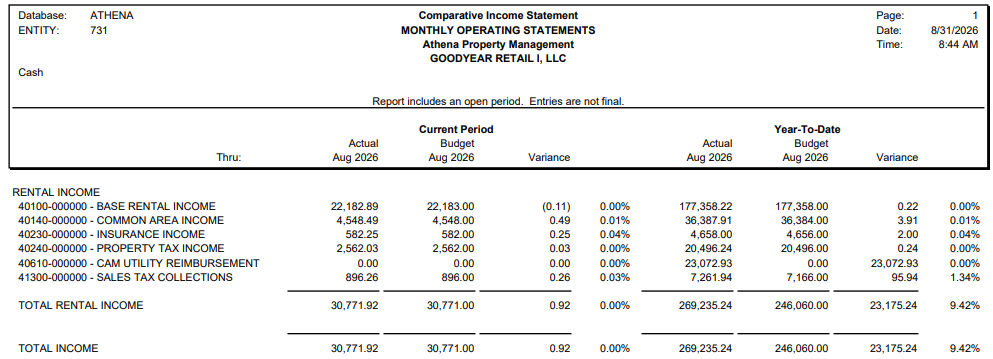 Database: ATHENA Comparative Income Statement Page: 1
ENTITY: 731 MONTHLY OPERATING STATEMENTS Date: 8/31/2026
Athena Property Management Time: 8:44 AM
GOODYEAR RETAIL I, LLC
Cash
Report includes an open period. Entries are not final.
Current Period Year-To-Date
Actual Budget Actual Budget
Thru: Aug 2026 Aug 2026 Variance Aug 2026 Aug 2026 Variance
RENTAL INCOME
40100-000000 - BASE RENTAL INCOME 22,182.89 22,183.00 (0.11) 0.00% 177,358.22 177,358.00 0.22 0.00%
40140-000000 - COMMON AREA INCOME 4,548.49 4,548.00 0.49 0.01% 36,387.91 36,384.00 3.91 0.01%
40230-000000 - INSURANCE INCOME 582.25 582.00 0.25 0.04% 4,658.00 4,656.00 2.00 0.04%
40240-000000 - PROPERTY TAX INCOME 2,562.03 2,562.00 0.03 0.00% 20,496.24 20,496.00 0.24 0.00%
40610-000000 - CAM UTILITY REIMBURSEMENT 0.00 0.00 0.00 0.00% 23,072.93 0.00 23,072.93 0.00%
41300-000000 - SALES TAX COLLECTIONS 896.26 896.00 0.26 0.03% 7,261.94 7,166.00 95.94 1.34%
TOTAL RENTAL INCOME 30,771.92 30,771.00 0.92 0.00% 269,235.24 246,060.00 23,175.24 9.42%
TOTAL INCOME 30,771.92 30,771.00 0.92 0.00% 269,235.24 246,060.00 23,175.24 9.42%